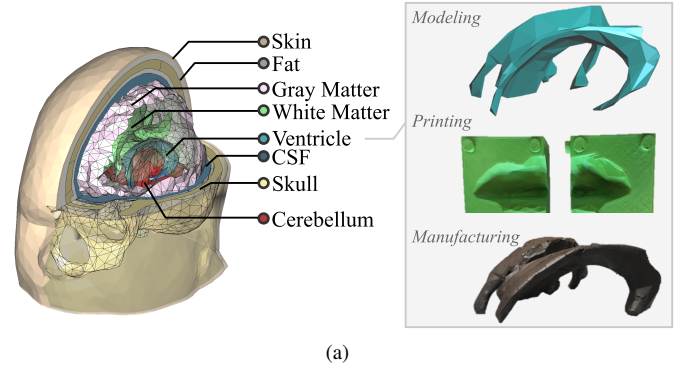 Skin
Fat
Gray Matter
White Matter
Ventricle
CSF
Skull
Cerebellum
Modeling
Printing
Manufacturing
(a)